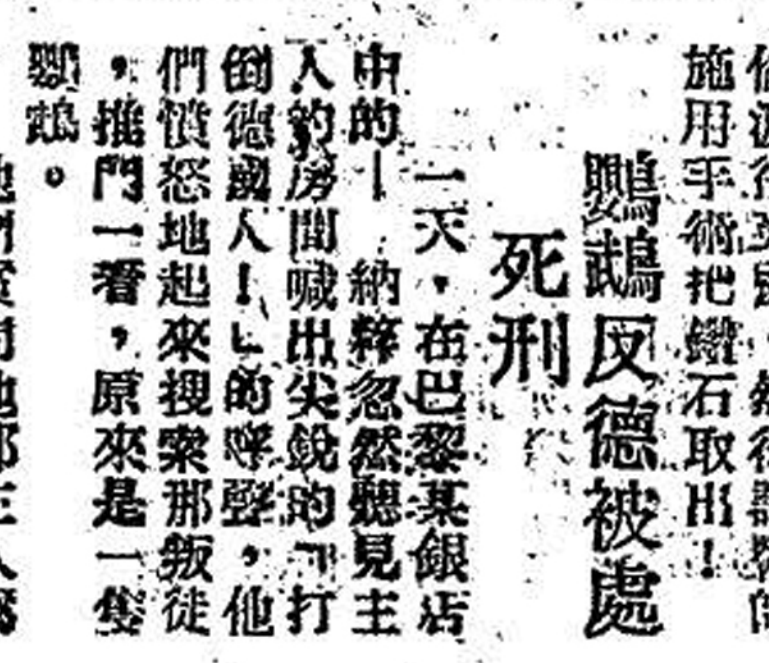 施用手術把鑽石取出！
鸚鵡反德被處
死刑
一天，在巴黎某銀店
中的一納粹忽然聽見主
人的房間喊出尖銳的「打
倒德國人！」的呼聲，他
們憤怒地起來搜索那叛徒
，推門一看，原來是一隻
鸚鵡。